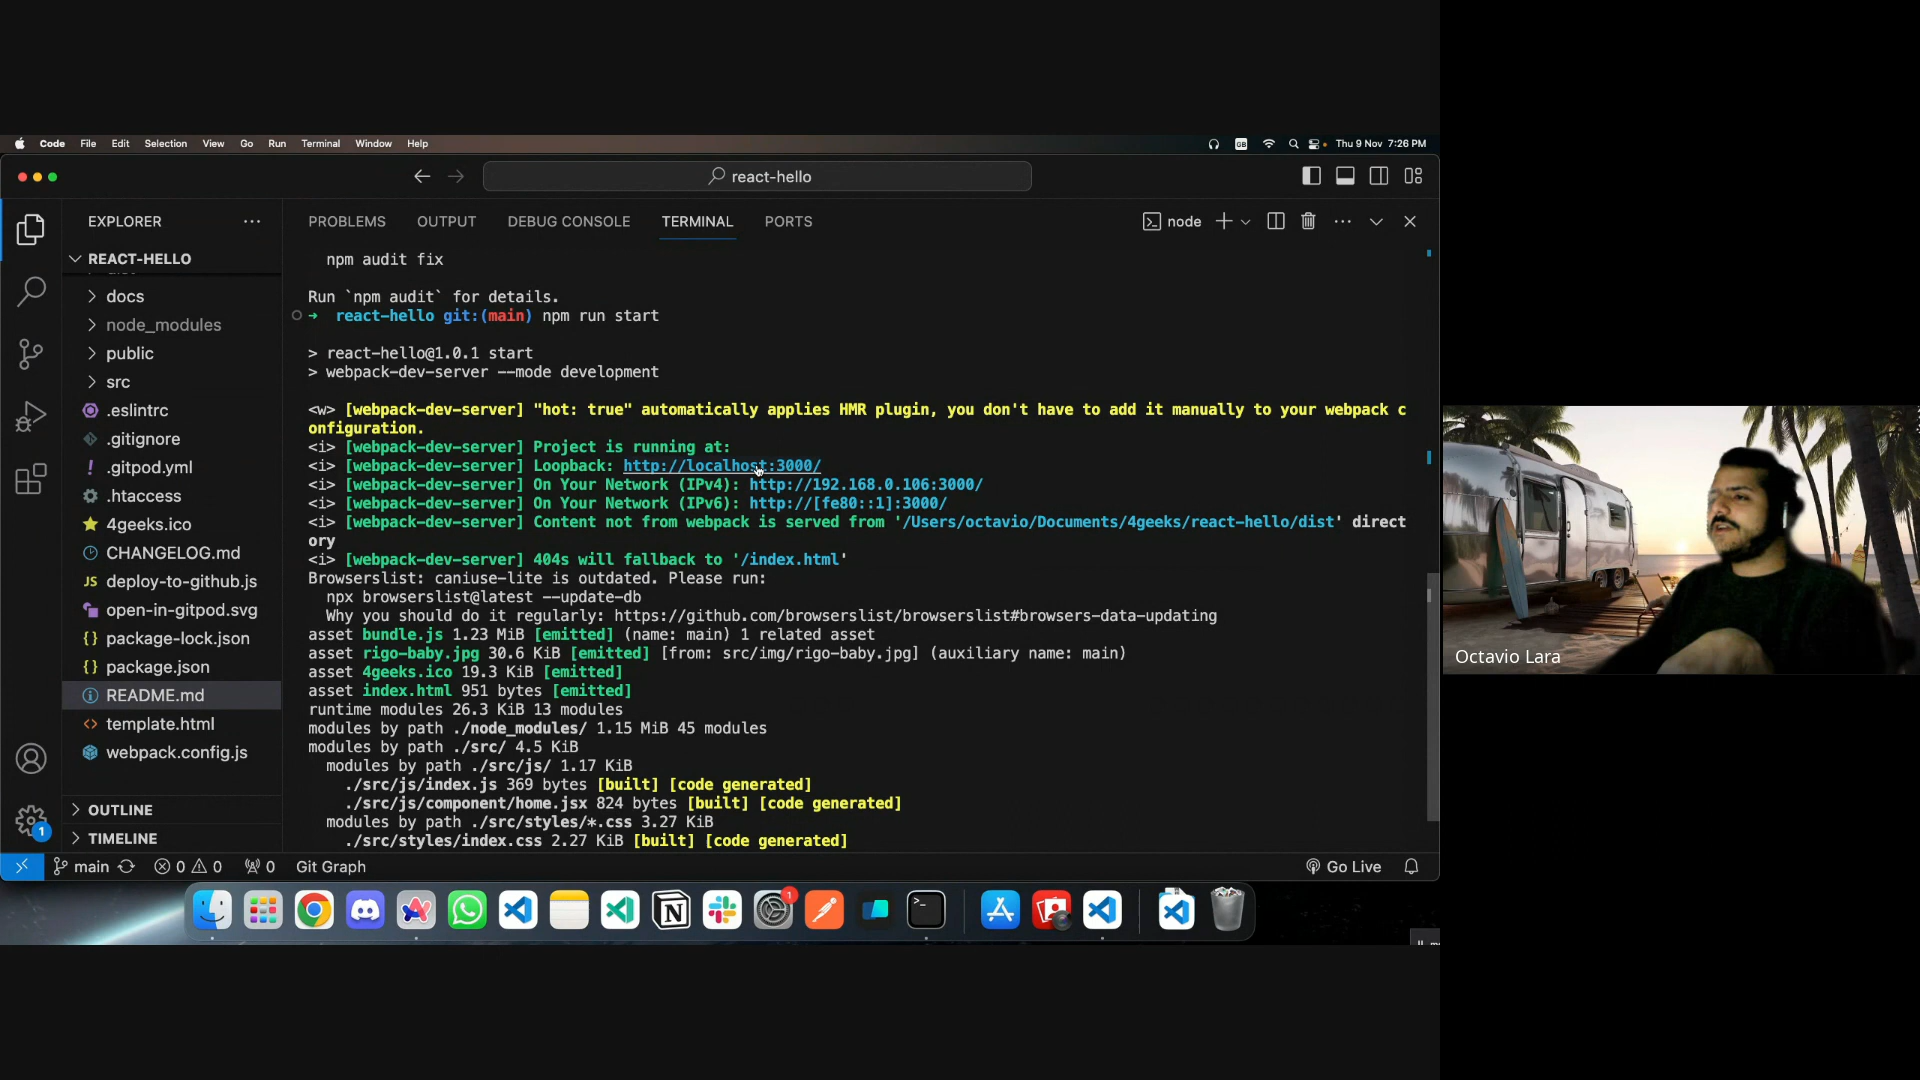 Code File Edit Selection View Go Run Terminal Window Help
GB
Thu 9 Nov 7:26 PM
react-hello
EXPLORER
REACT-HELLO
docs
node_modules
public
src
.eslintrc
.gitignore
.gitpod.yml
.htaccess
4geeks.ico
CHANGELOG.md
JS deploy-to-github.js
open-in-gitpod.svg
{} package-lock.json
{} package.json
README.md
<> template.html
webpack.config.js
OUTLINE
TIMELINE
1
PROBLEMS OUTPUT DEBUG CONSOLE TERMINAL PORTS
node
npm audit fix
Run `npm audit` for details.
➜ react-hello git:(main) npm run start
> react-hello@1.0.1 start
> webpack-dev-server --mode development
<w> [webpack-dev-server] "hot: true" automatically applies HMR plugin, you don't have to add it manually to your webpack c
onfiguration.
<i> [webpack-dev-server] Project is running at:
<i> [webpack-dev-server] Loopback: http://localhost:3000/
<i> [webpack-dev-server] On Your Network (IPv4): http://192.168.0.106:3000/
<i> [webpack-dev-server] On Your Network (IPv6): http://[fe80::1]:3000/
<i> [webpack-dev-server] Content not from webpack is served from '/Users/octavio/Documents/4geeks/react-hello/dist' direct
ory
<i> [webpack-dev-server] 404s will fallback to '/index.html'
Browserslist: caniuse-lite is outdated. Please run:
npx browserslist@latest --update-db
Why you should do it regularly: https://github.com/browserslist/browserslist#browsers-data-updating
asset bundle.js 1.23 MiB [emitted] (name: main) 1 related asset
asset rigo-baby.jpg 30.6 KiB [emitted] [from: src/img/rigo-baby.jpg] (auxiliary name: main)
asset 4geeks.ico 19.3 KiB [emitted]
asset index.html 951 bytes [emitted]
runtime modules 26.3 KiB 13 modules
modules by path ./node_modules/ 1.15 MiB 45 modules
modules by path ./src/ 4.5 KiB
modules by path ./src/js/ 1.17 KiB
./src/js/index.js 369 bytes [built] [code generated]
./src/js/component/home.jsx 824 bytes [built] [code generated]
modules by path ./src/styles/*.css 3.27 KiB
./src/styles/index.css 2.27 KiB [built] [code generated]
main 0 0 0 Git Graph
Go Live
1
Octavio Lara